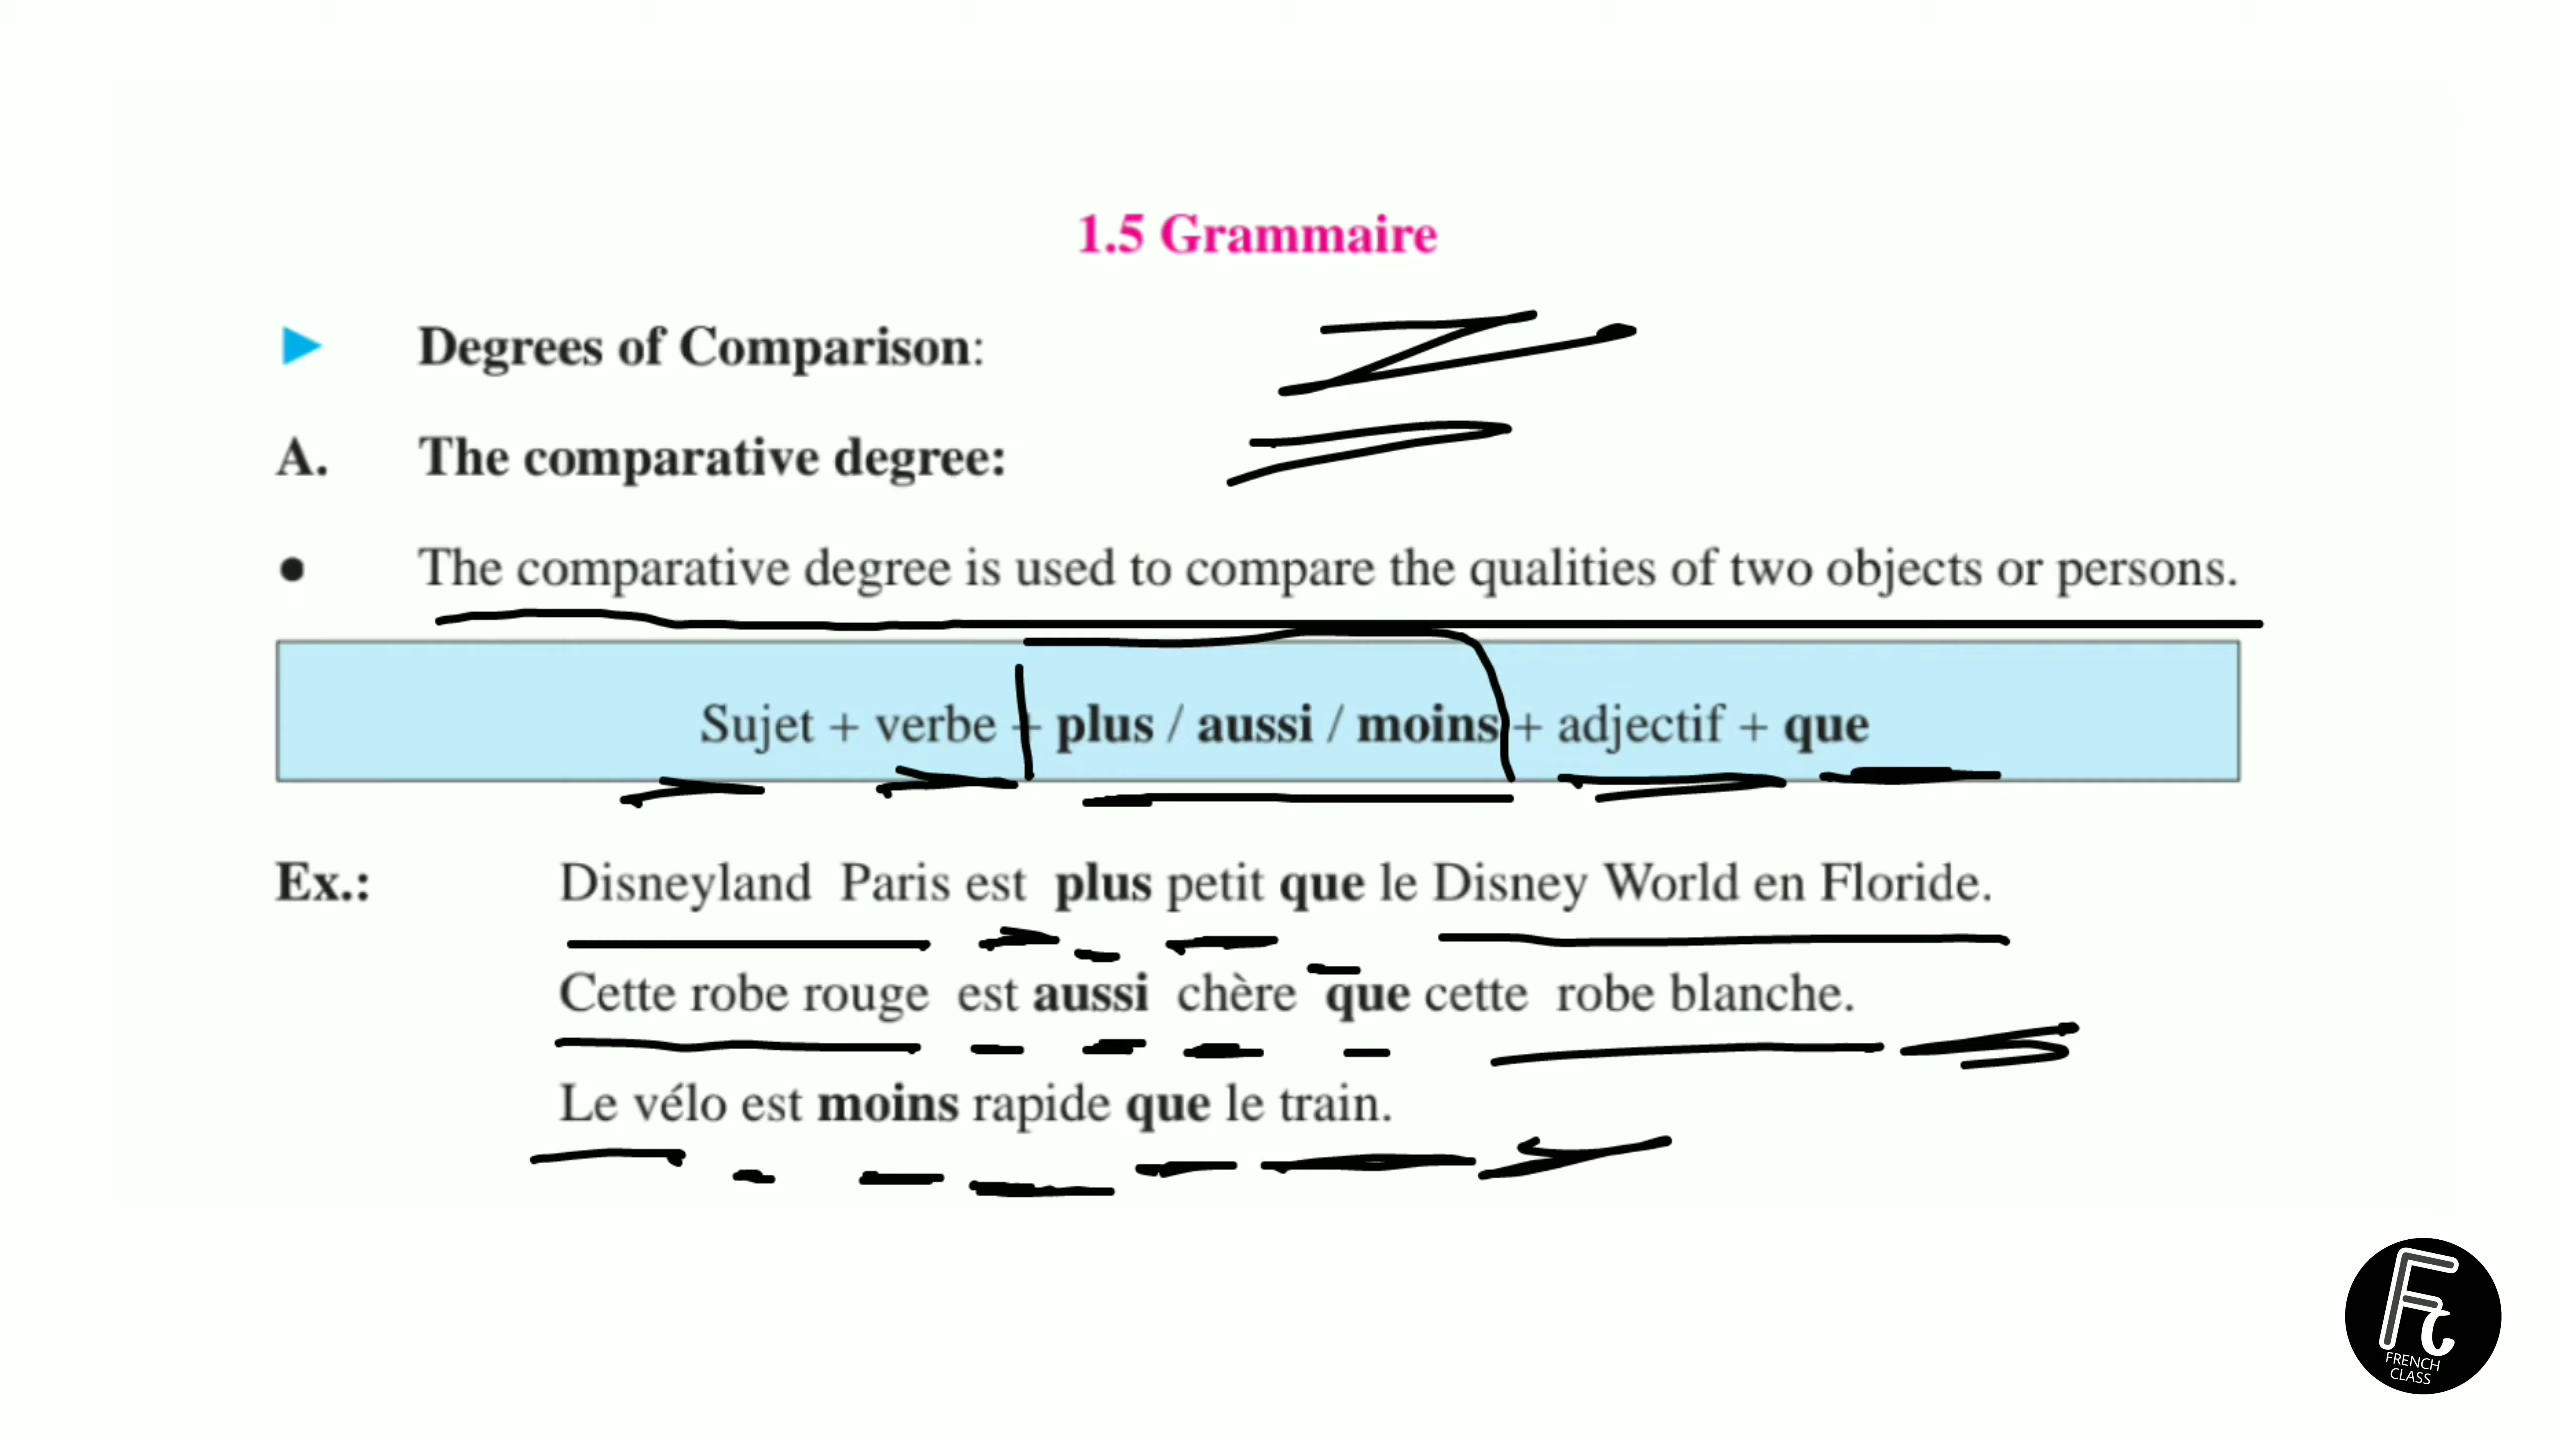 1.5 Grammaire
Degrees of Comparison:
A. The comparative degree:
● The comparative degree is used to compare the qualities of two objects or persons.
Sujet + verbe + plus / aussi / moins + adjectif + que
Ex.: Disneyland Paris est plus petit que le Disney World en Floride.
Cette robe rouge est aussi chère que cette robe blanche.
Le vélo est moins rapide que le train.
Fc
FRENCH
CLASS